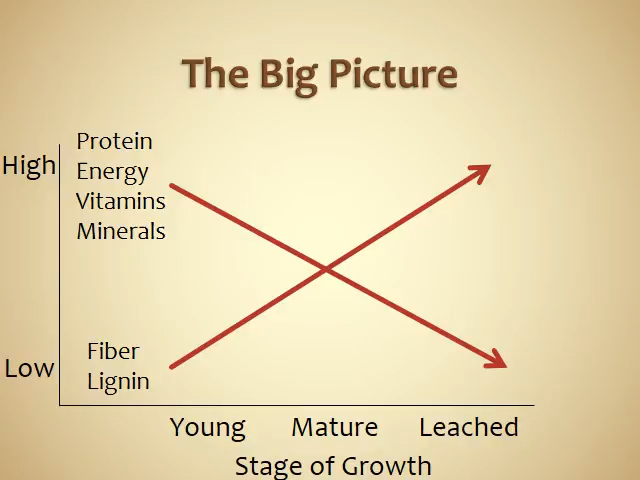 The Big Picture
High
Protein
Energy
Vitamins
Minerals
Low
Fiber
Lignin
Young
Mature
Leached
Stage of Growth